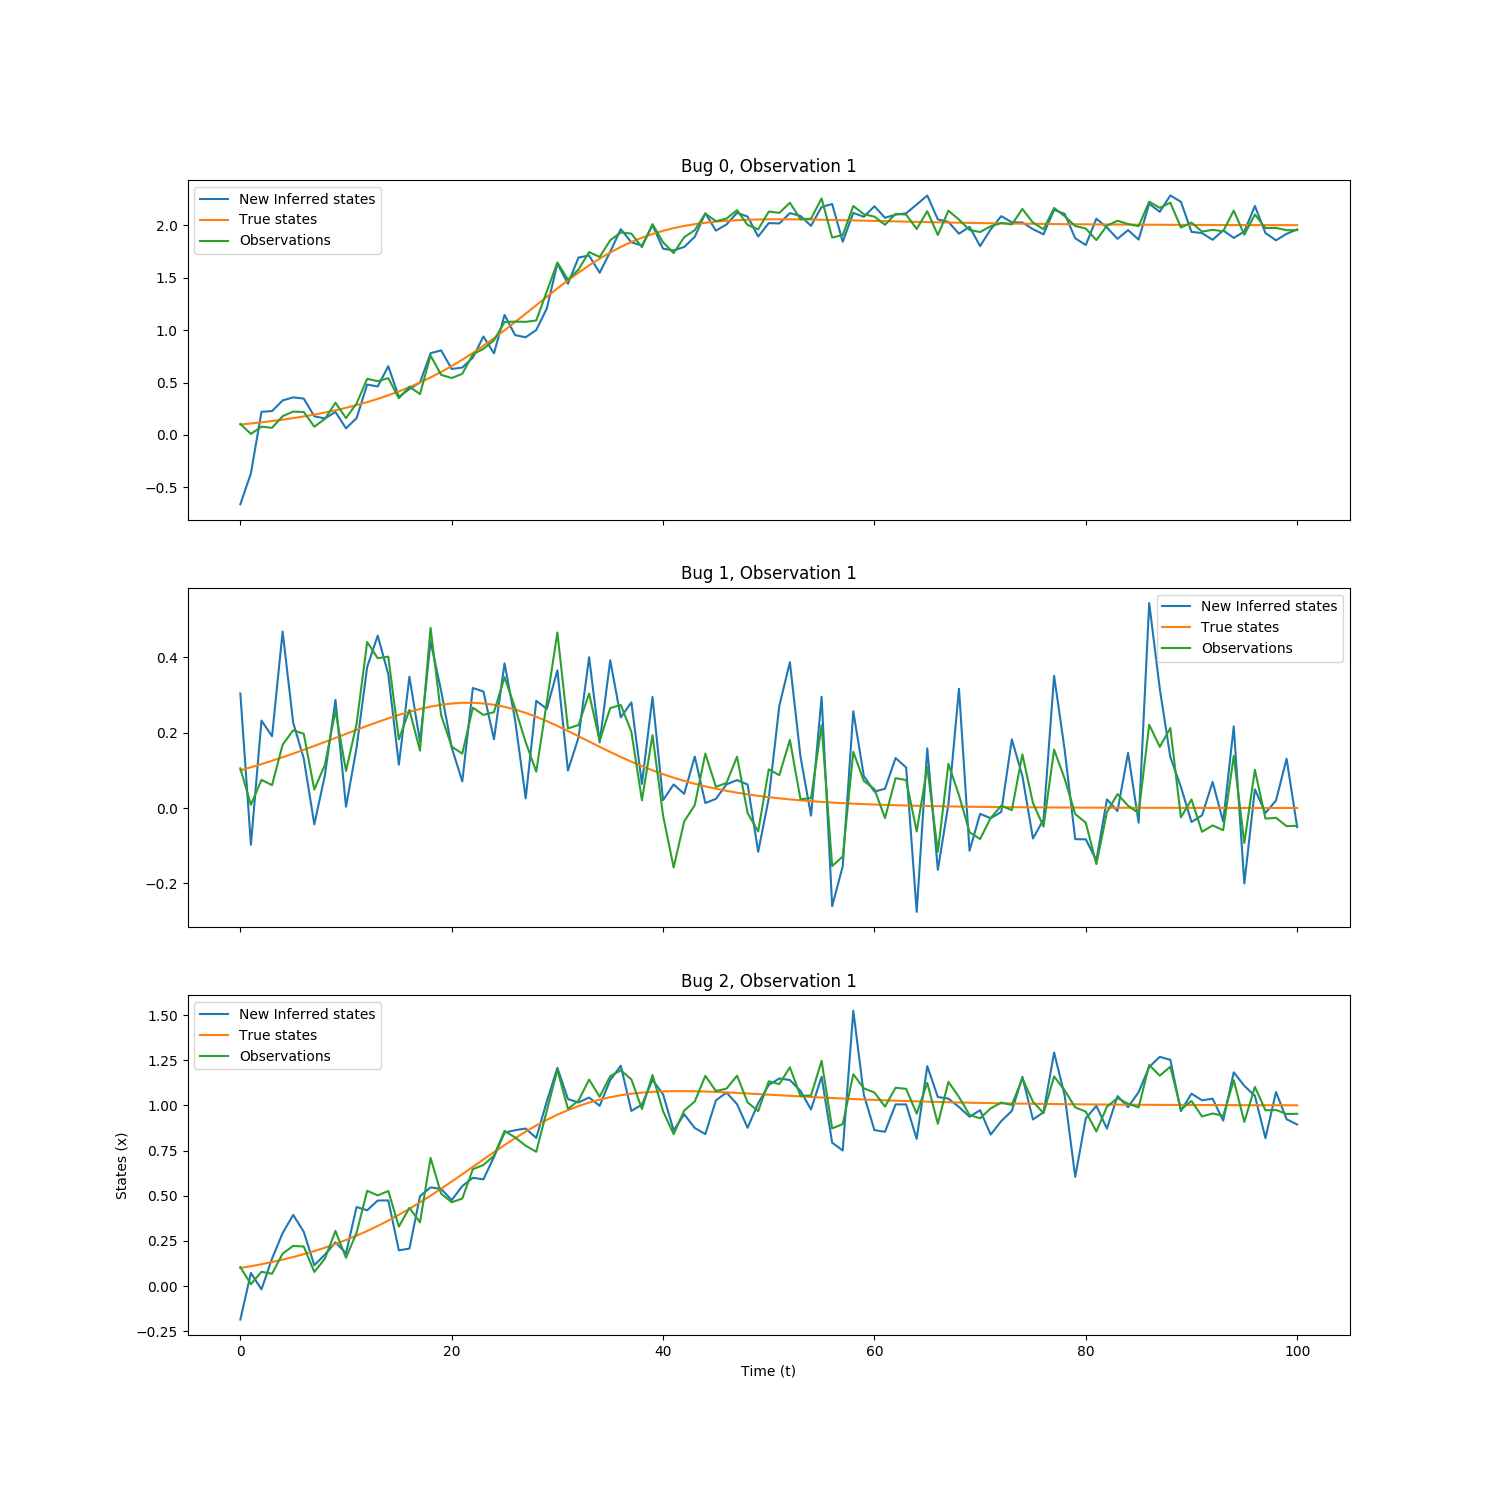 Bug 0, Observation 1
New Inferred states
True states
Observations
2.0
1.5
1.0
0.5
0.0
−0.5
Bug 1, Observation 1
New Inferred states
True states
Observations
0.4
0.2
0.0
−0.2
Bug 2, Observation 1
New Inferred states
True states
Observations
1.50
1.25
1.00
0.75
0.50
0.25
0.00
−0.25
States (x)
0 20 40 60 80 100
Time (t)